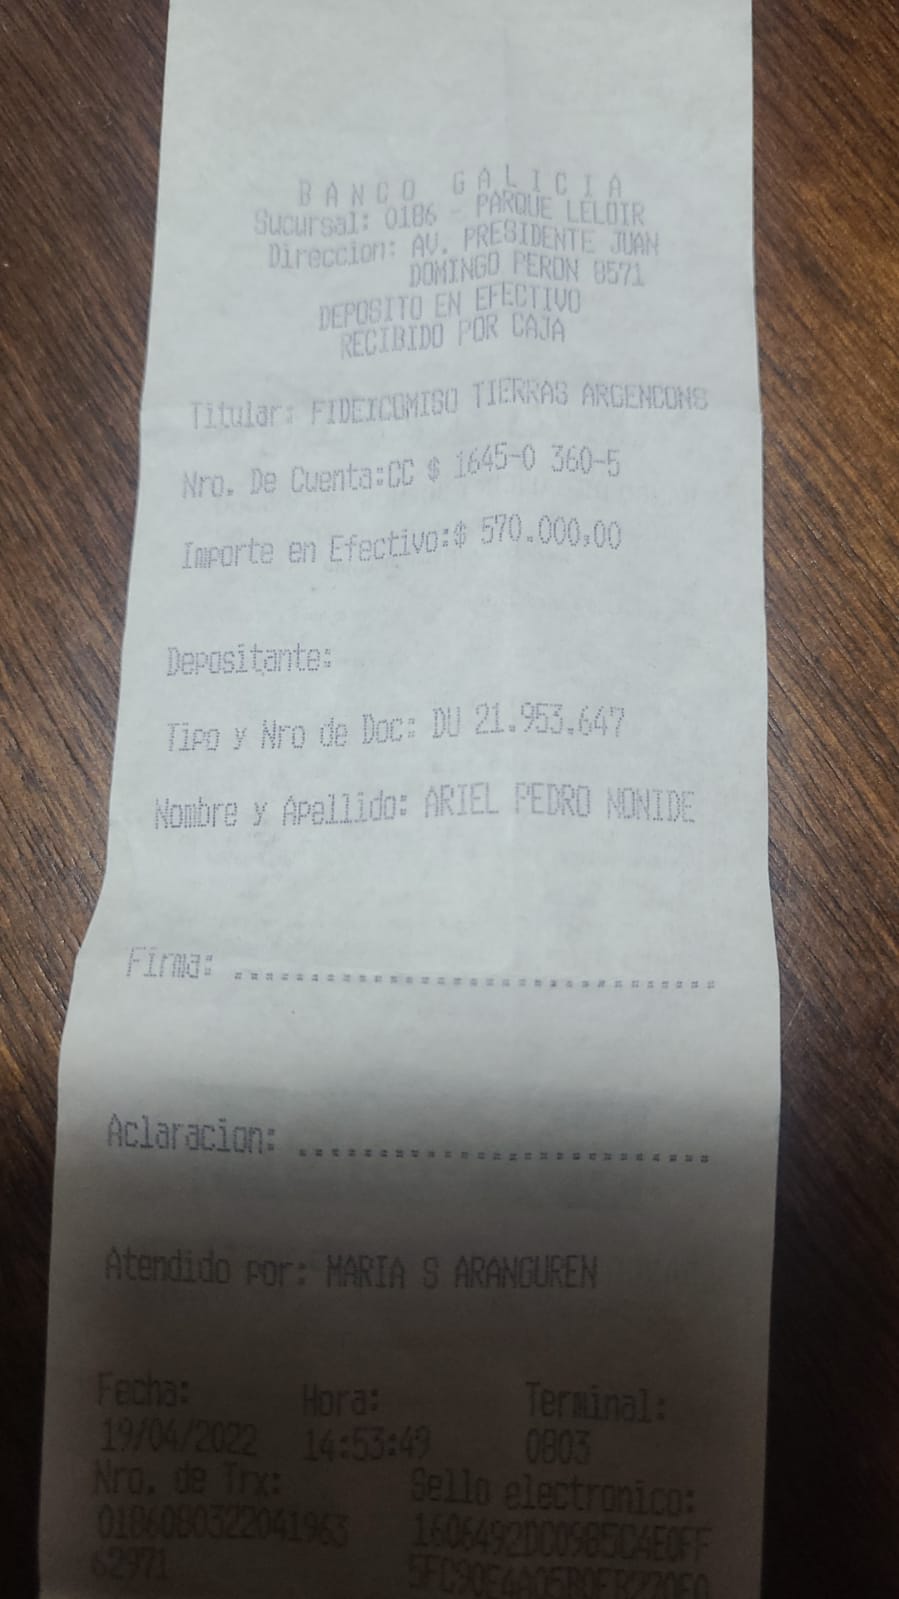 BANCO GALICIA
Sucursal: 0186 - PARQUE LELOIR
Direccion: AV. PRESIDENTE JUAN
DOMINGO PERON 8571
DEPOSITO EN EFECTIVO
RECIBIDO POR CAJA
Titular: FIDEICOMISO TIERRAS ARGENCONS
Nro. De Cuenta:CC $ 1645-0 360-5
Importe en Efectivo:$ 570.000,00
Depositante:
Tipo y Nro de Doc: DU 21.953.647
Nombre y Apellido: ARIEL PEDRO NONIDE
Firma:
Aclaracion:
Atendido por: MARIA S ARANGUREN
Fecha: Hora: Terminal:
19/04/2022 14:53:49 0803
Nro. de Trx: Sello electronico:
0186080322041963
62971